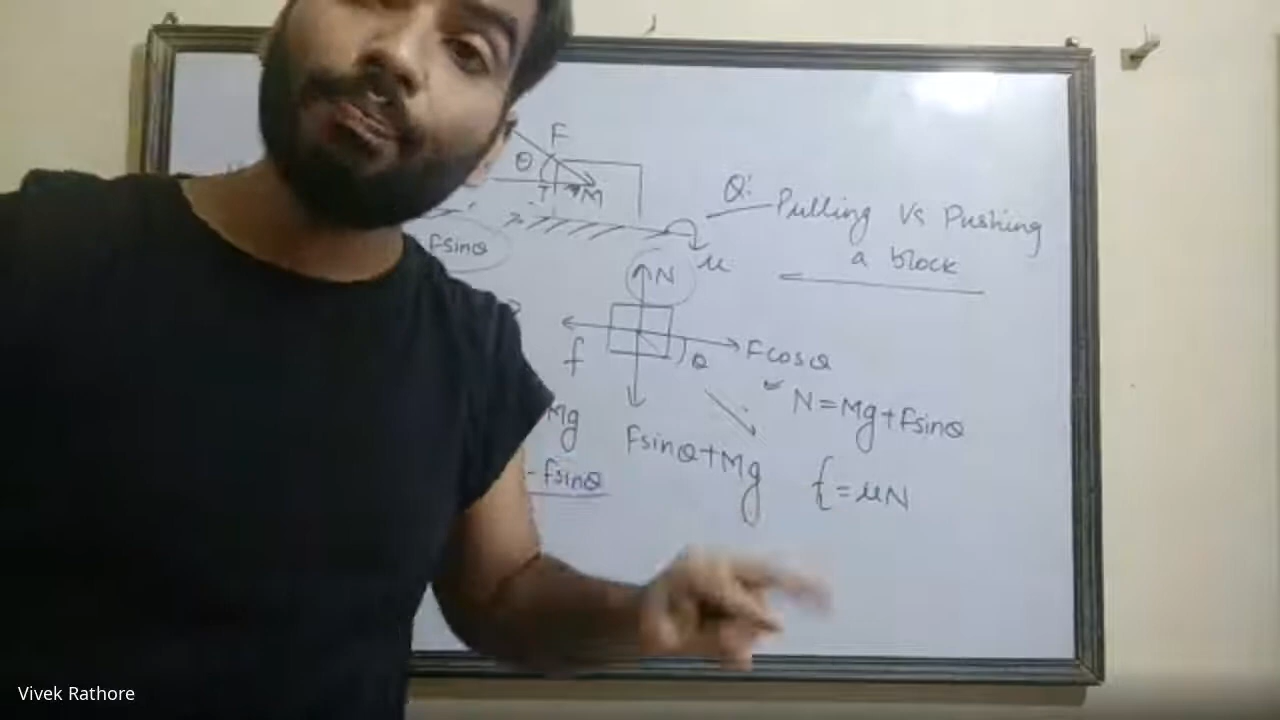 F
θ
M
Q: Pulling Vs Pushing
a block
Fsinθ
μ
N
f
θ
Fcosθ
N=Mg+Fsinθ
Mg
Fsinθ+Mg
-Fsinθ
f=μN
Vivek Rathore